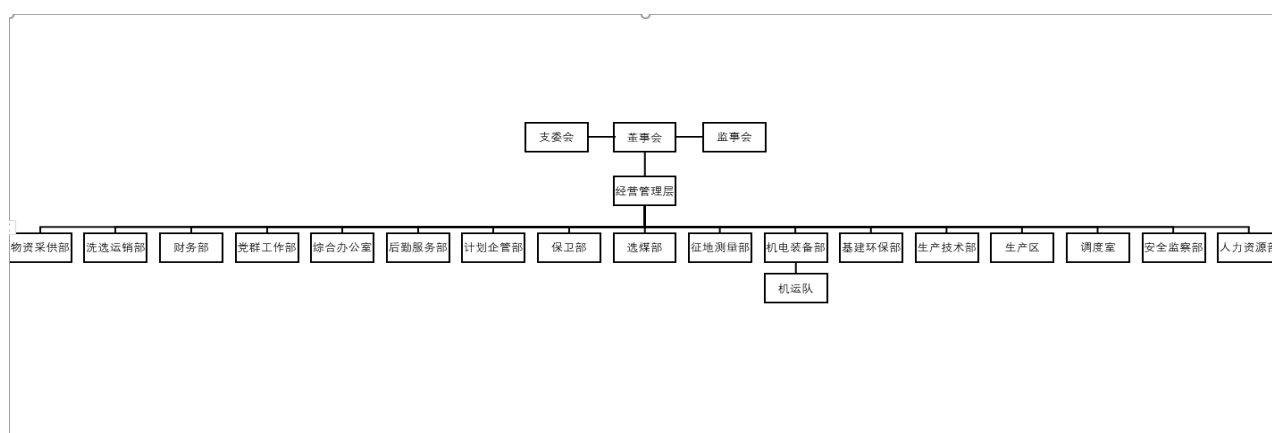 支委会
董事会
监事会
经营管理层
物资采供部
洗选运销部
财务部
党群工作部
综合办公室
后勤服务部
计划企管部
保卫部
选煤部
征地测量部
机电装备部
基建环保部
生产技术部
生产区
调度室
安全监察部
人力资源部
机运队